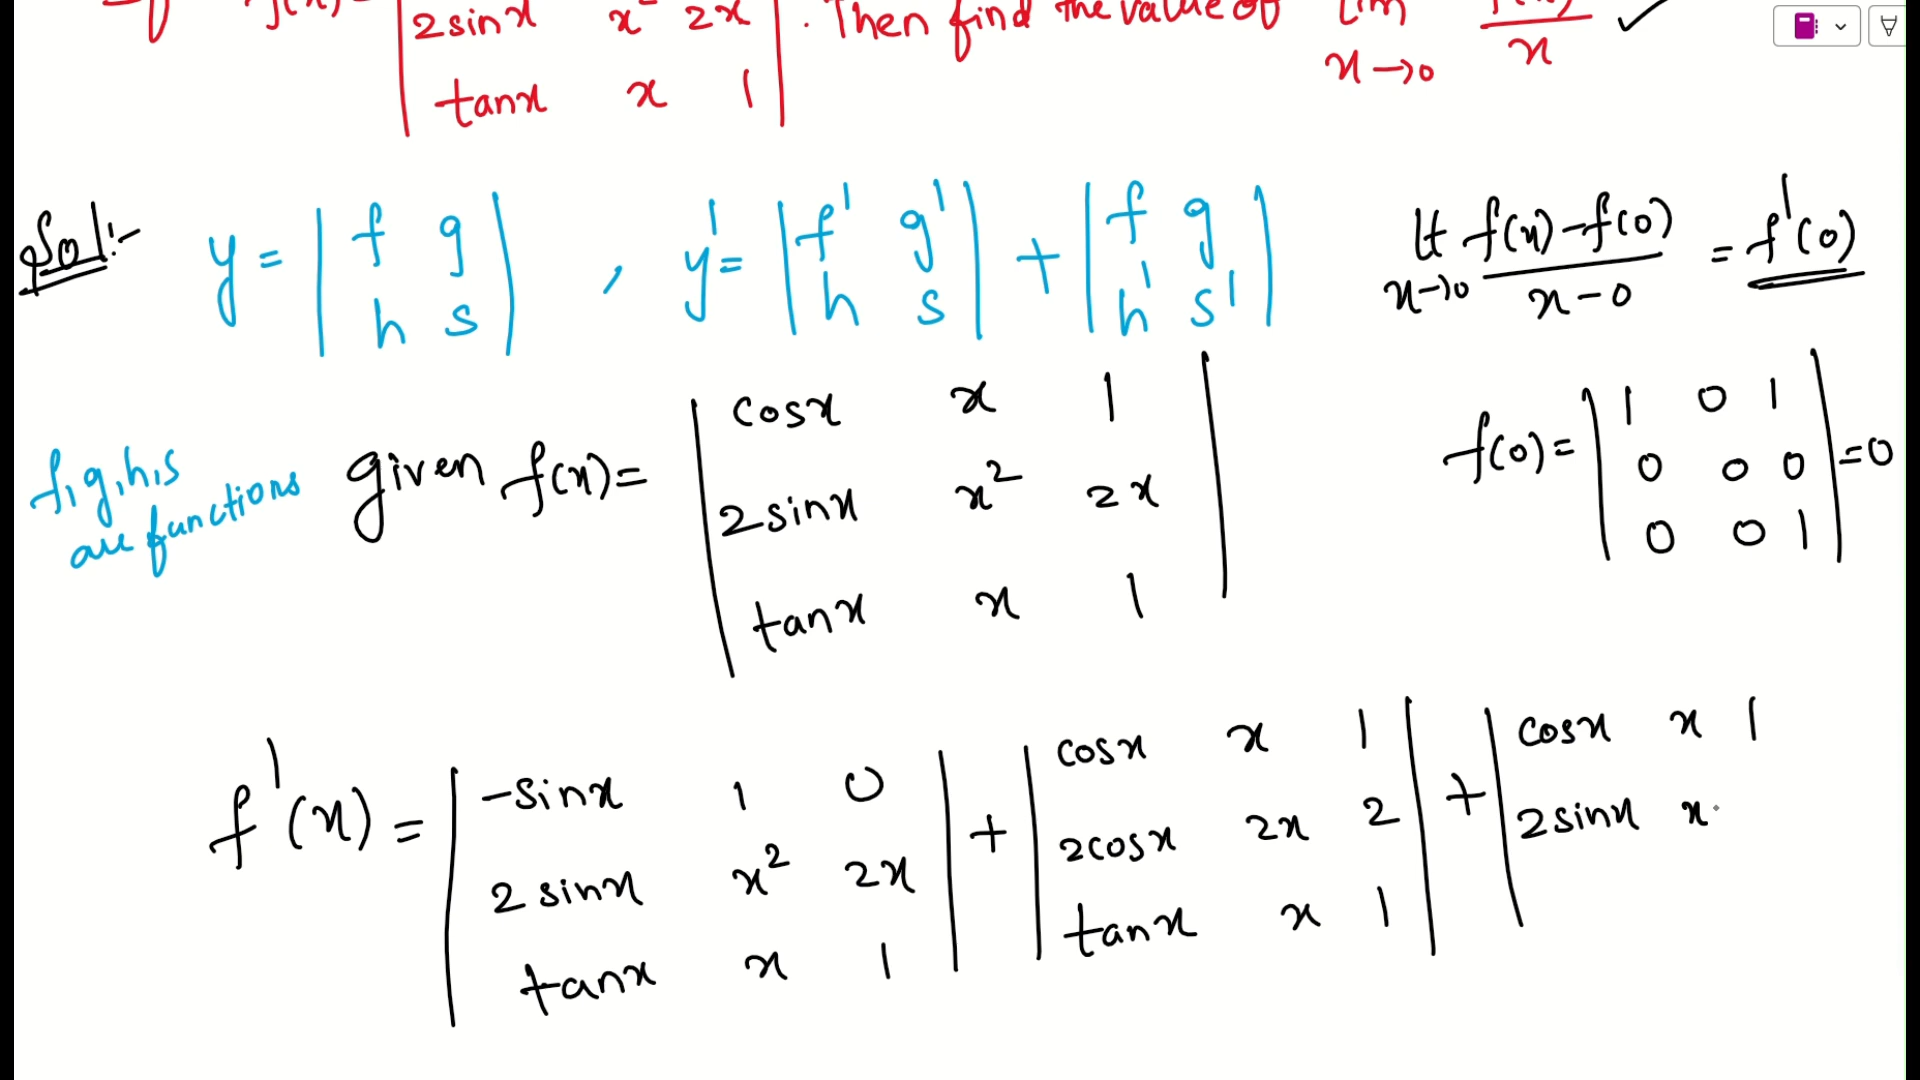 2sinx x² 2x . Then find the value of lim
tanx x 1 x→0 x
Sol:- y = | f g | , y' = | f' g' | + | f g | lt f(x)-f(0) = f'(0)
| h s | | h s | | h' s' | x→0 x-0
f,g,h,s are functions
given f(x) = | cosx x 1 |
| 2sinx x² 2x |
| tanx x 1 |
f(0) = | 1 0 1 | = 0
| 0 0 0 |
| 0 0 1 |
f'(x) = | -sinx 1 0 | + | cosx x 1 | + | cosx x 1
| 2sinx x² 2x | | 2cosx 2x 2 | | 2sinx x
| tanx x 1 | | tanx x 1 |